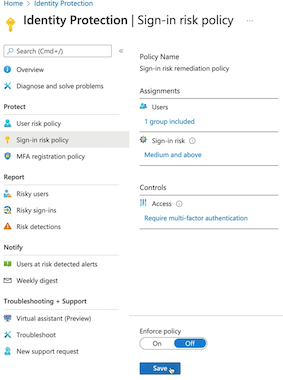 Home > Identity Protection
Identity Protection | Sign-in risk policy ...
Search (Cmd+/)
«
Overview
Diagnose and solve problems
Protect
User risk policy
Sign-in risk policy
MFA registration policy
Report
Risky users
Risky sign-ins
Risk detections
Notify
Users at risk detected alerts
Weekly digest
Troubleshooting + Support
Virtual assistant (Preview)
Troubleshoot
New support request
Policy Name
Sign-in risk remediation policy
Assignments
Users
1 group included
Sign-in risk
Medium and above
Controls
Access
Require multi-factor authentication
Enforce policy
On Off
Save